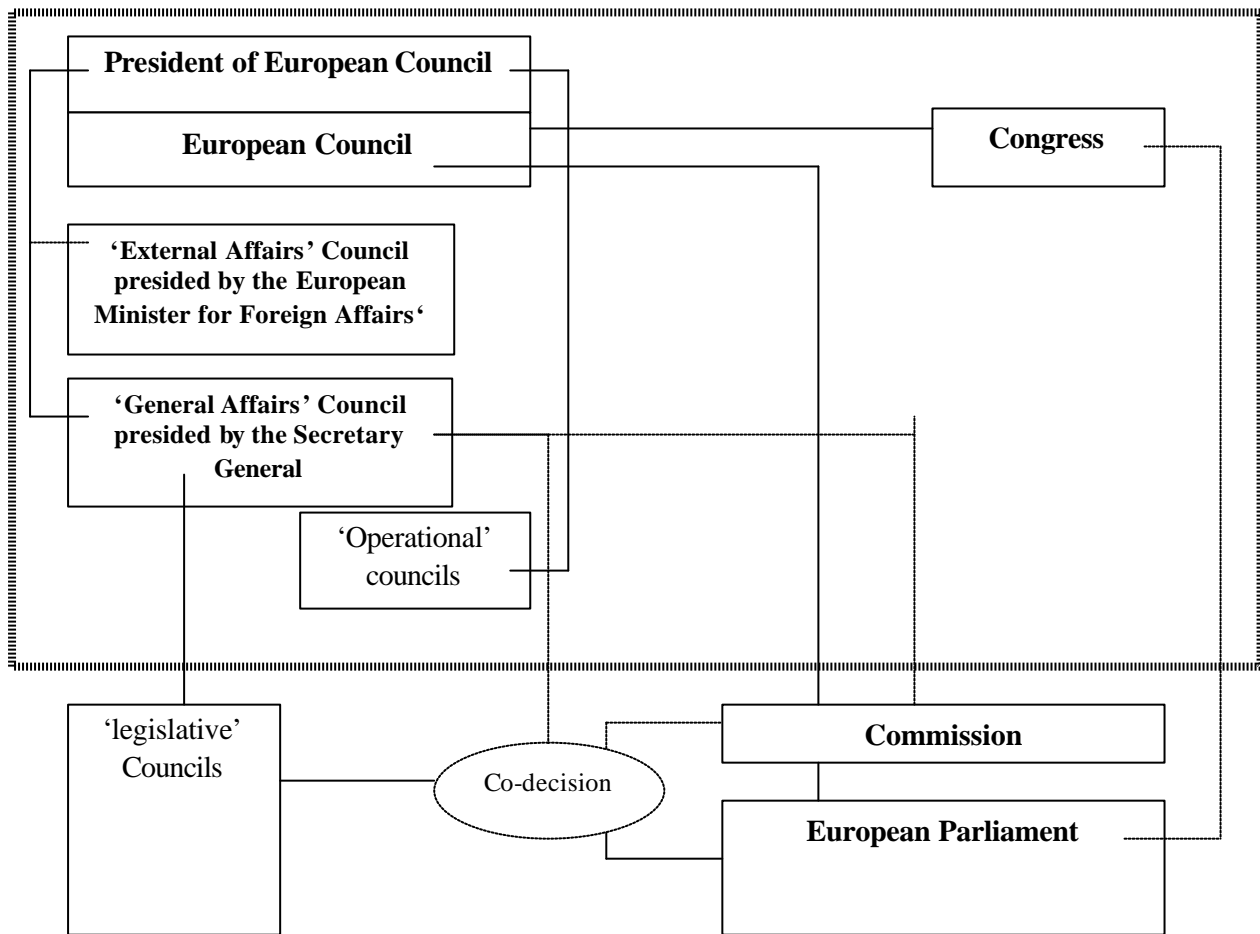 President of European Council
European Council
Congress
‘External Affairs’ Council
presided by the European
Minister for Foreign Affairs‘
‘General Affairs’ Council
presided by the Secretary
General
‘Operational’
councils
‘legislative’
Councils
Co-decision
Commission
European Parliament